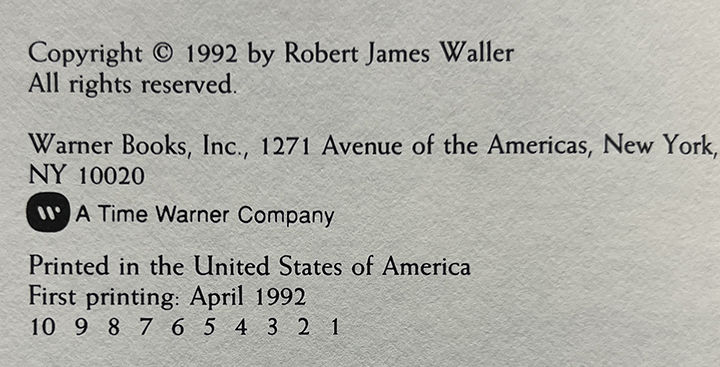 Copyright © 1992 by Robert James Waller
All rights reserved.
Warner Books, Inc., 1271 Avenue of the Americas, New York,
NY 10020
W A Time Warner Company
Printed in the United States of America
First printing: April 1992
10 9 8 7 6 5 4 3 2 1